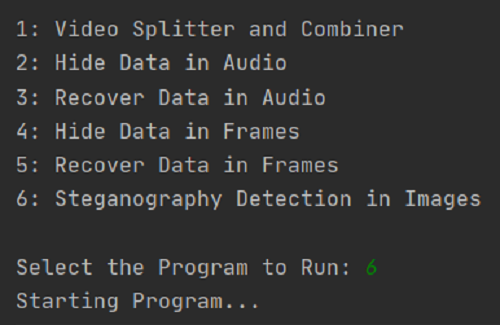 1: Video Splitter and Combiner
2: Hide Data in Audio
3: Recover Data in Audio
4: Hide Data in Frames
5: Recover Data in Frames
6: Steganography Detection in Images
Select the Program to Run: 6
Starting Program...